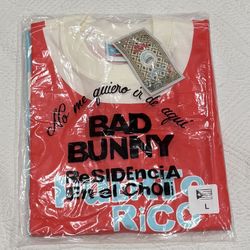 No me quiero ir de aquí
BAD
BUNNY
RESiDENCiA
En el Choli
PUERTO
RiCO
L